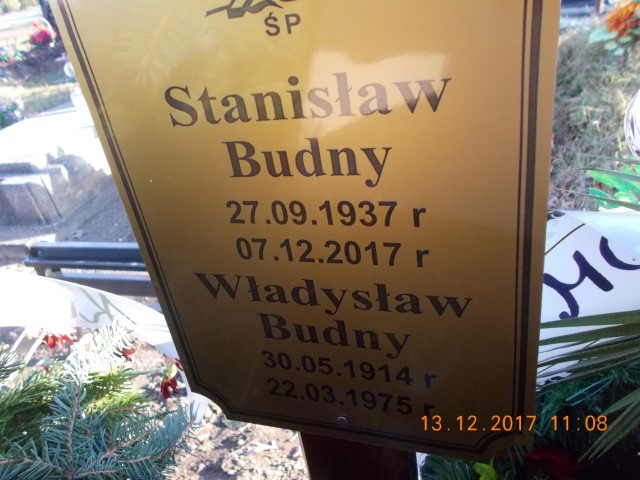 ŚP
Stanisław
Budny
27.09.1937 r
07.12.2017 r
Władysław
Budny
30.05.1914 r
22.03.1975 r
13.12.2017 11:08